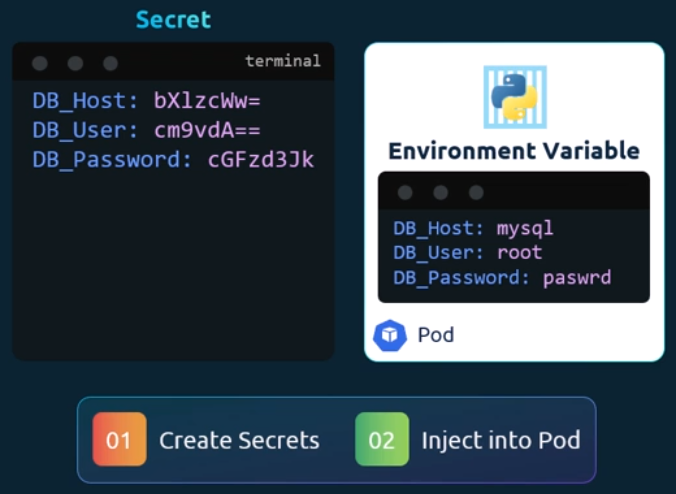 Secret
terminal
DB_Host: bXlzcWw=
DB_User: cm9vdA==
DB_Password: cGFzd3Jk
Environment Variable
DB_Host: mysql
DB_User: root
DB_Password: paswrd
Pod
01 Create Secrets
02 Inject into Pod